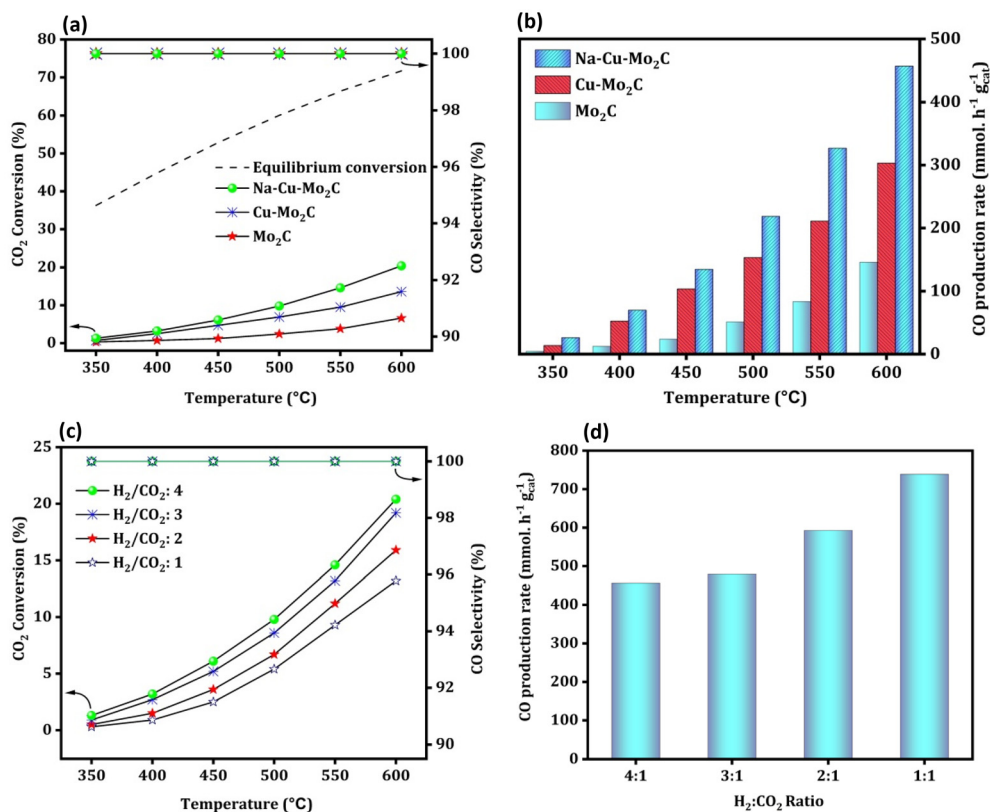 (a)
80
70
60
50
40
30
20
10
0
CO₂ Conversion (%)
Equilibrium conversion
Na-Cu-Mo₂C
Cu-Mo₂C
Mo₂C
100
98
96
94
92
90
CO Selectivity (%)
350 400 450 500 550 600
Temperature (°C)
(b)
Na-Cu-Mo₂C
Cu-Mo₂C
Mo₂C
500
400
300
200
100
0
CO production rate (mmol. h⁻¹ g⁻¹cat)
350 400 450 500 550 600
Temperature (°C)
(c)
25
20
15
10
5
0
CO₂ Conversion (%)
H₂/CO₂: 4
H₂/CO₂: 3
H₂/CO₂: 2
H₂/CO₂: 1
100
98
96
94
92
90
CO Selectivity (%)
350 400 450 500 550 600
Temperature (°C)
(d)
800
700
600
500
400
300
200
100
0
CO production rate (mmol. h⁻¹ g⁻¹cat)
4:1 3:1 2:1 1:1
H₂:CO₂ Ratio